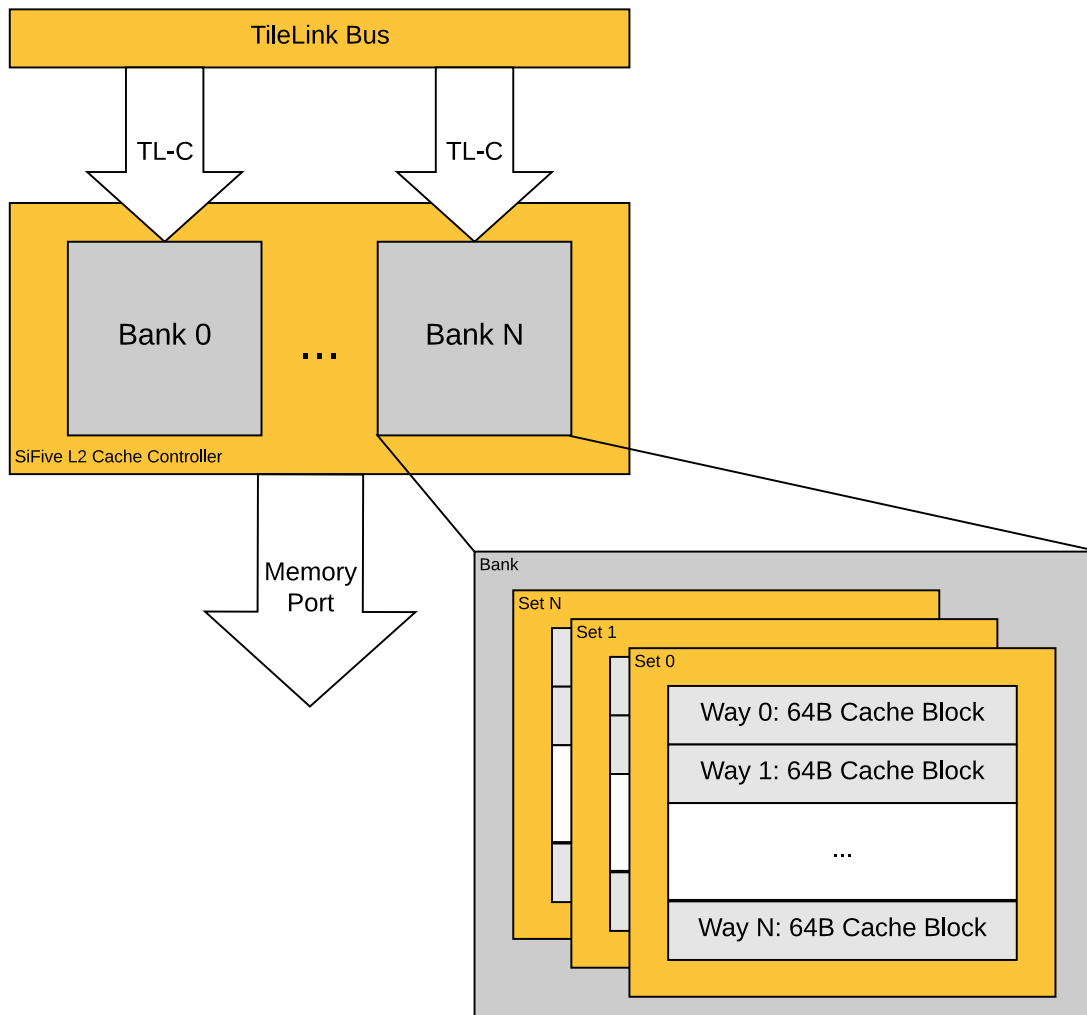 TileLink Bus
TL-C
TL-C
Bank 0
...
Bank N
SiFive L2 Cache Controller
Memory
Port
Bank
Set N
Set 1
Set 0
Way 0: 64B Cache Block
Way 1: 64B Cache Block
...
Way N: 64B Cache Block